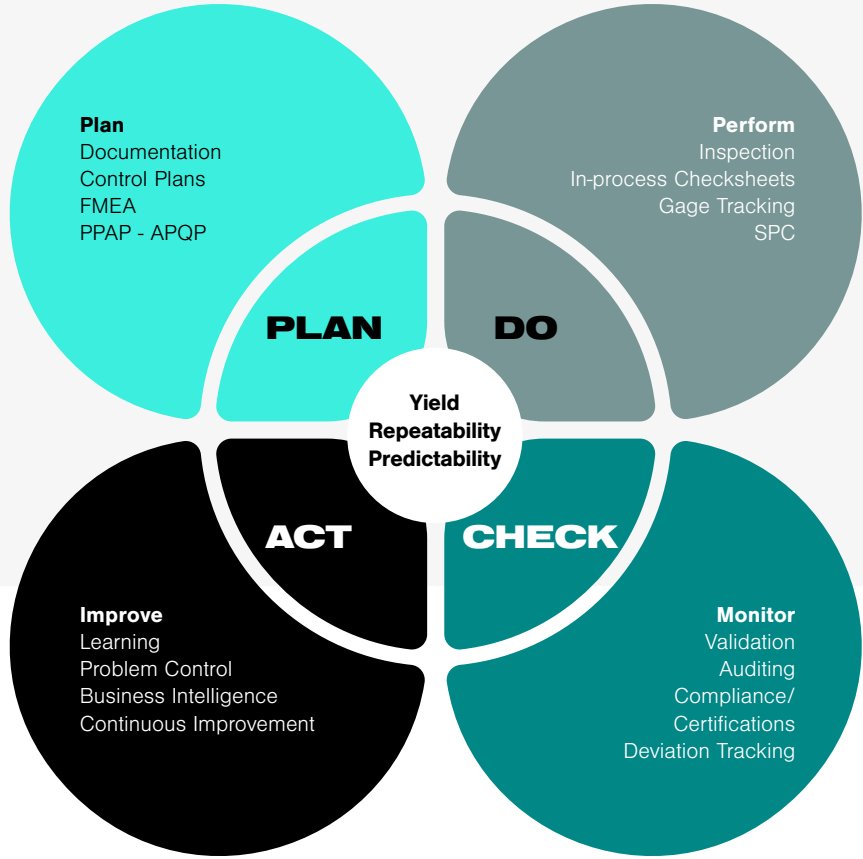 Plan
Documentation
Control Plans
FMEA
PPAP - APQP
Perform
Inspection
In-process Checksheets
Gage Tracking
SPC
PLAN
DO
Yield
Repeatability
Predictability
ACT
CHECK
Improve
Learning
Problem Control
Business Intelligence
Continuous Improvement
Monitor
Validation
Auditing
Compliance/
Certifications
Deviation Tracking